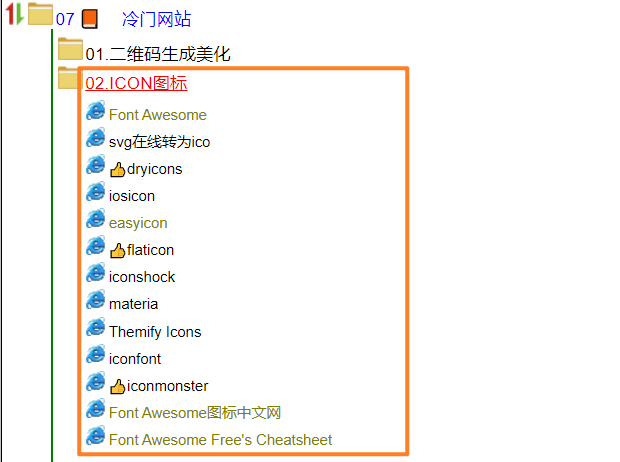 07 冷门网站
01.二维码生成美化
02.ICON图标
Font Awesome
svg在线转为ico
👍dryicons
iosicon
easyicon
👍flaticon
iconshock
materia
Themify Icons
iconfont
👍iconmonster
Font Awesome图标中文网
Font Awesome Free's Cheatsheet